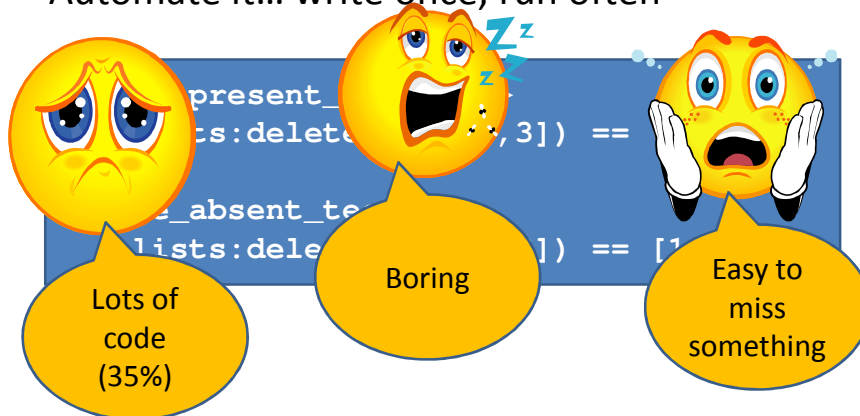 Automate it... write once, run often
present_
ts:delete ,3]) ==
e_absent_te
lists:dele ]) == [1
Z z
z Z
Lots of
code
(35%)
Boring
Easy to
miss
something